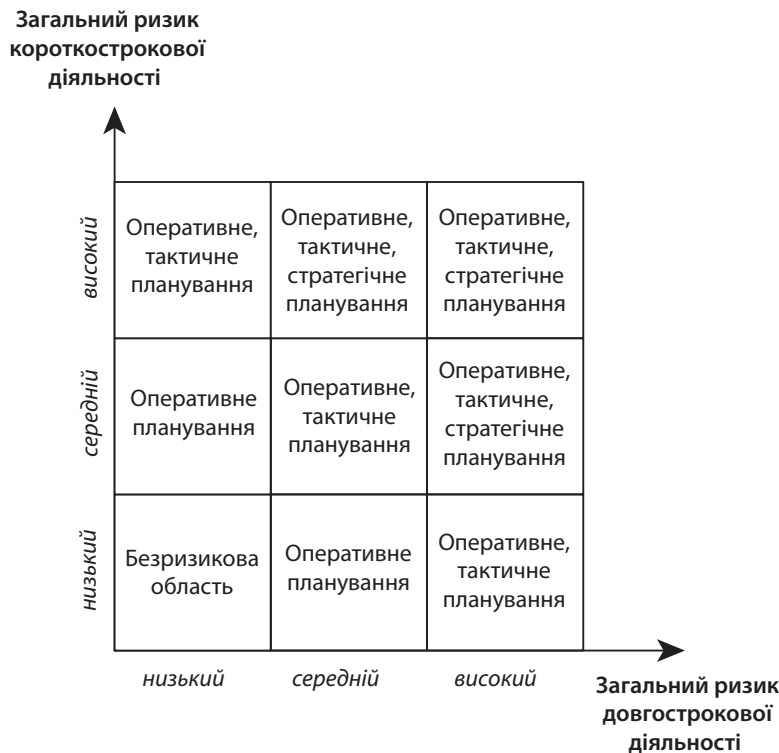 Загальний ризик
короткострокової
діяльності
високий
Оперативне,
тактичне
планування
Оперативне,
тактичне,
стратегічне
планування
Оперативне,
тактичне,
стратегічне
планування
середній
Оперативне
планування
Оперативне,
тактичне
планування
Оперативне,
тактичне,
стратегічне
планування
низький
Безризикова
область
Оперативне
планування
Оперативне,
тактичне
планування
низький
середній
високий
Загальний ризик
довгострокової
діяльності